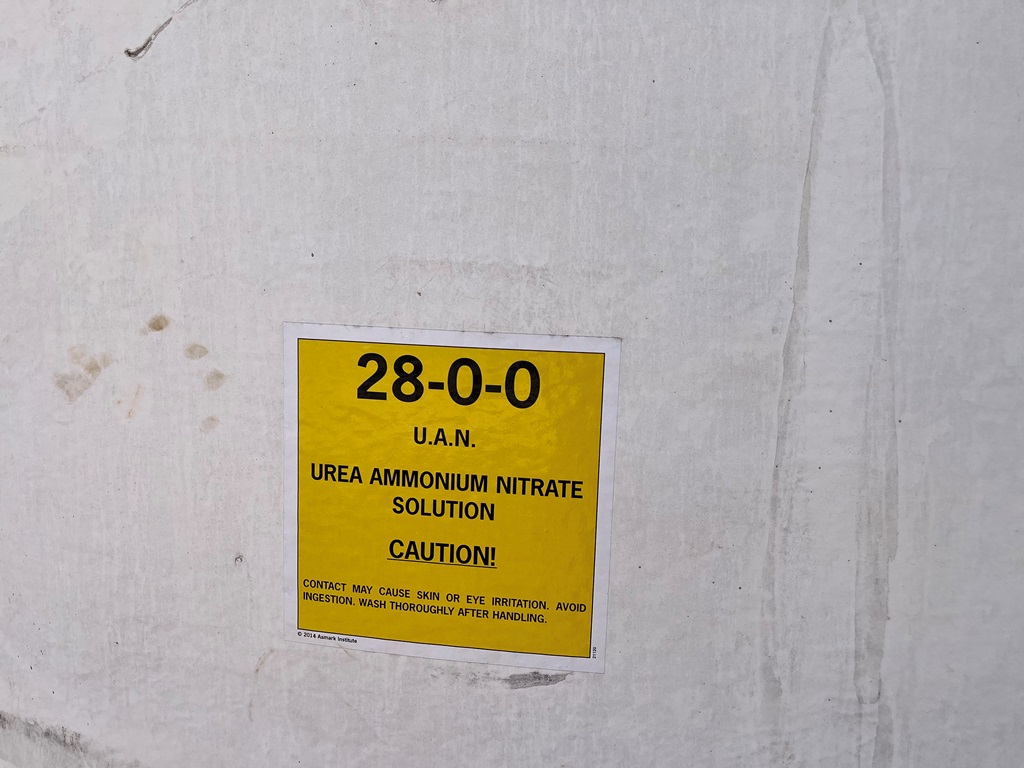 28-0-0
U.A.N.
UREA AMMONIUM NITRATE
SOLUTION
CAUTION!
CONTACT MAY CAUSE SKIN OR EYE IRRITATION. AVOID
INGESTION. WASH THOROUGHLY AFTER HANDLING.
© 2014 Asmark Institute